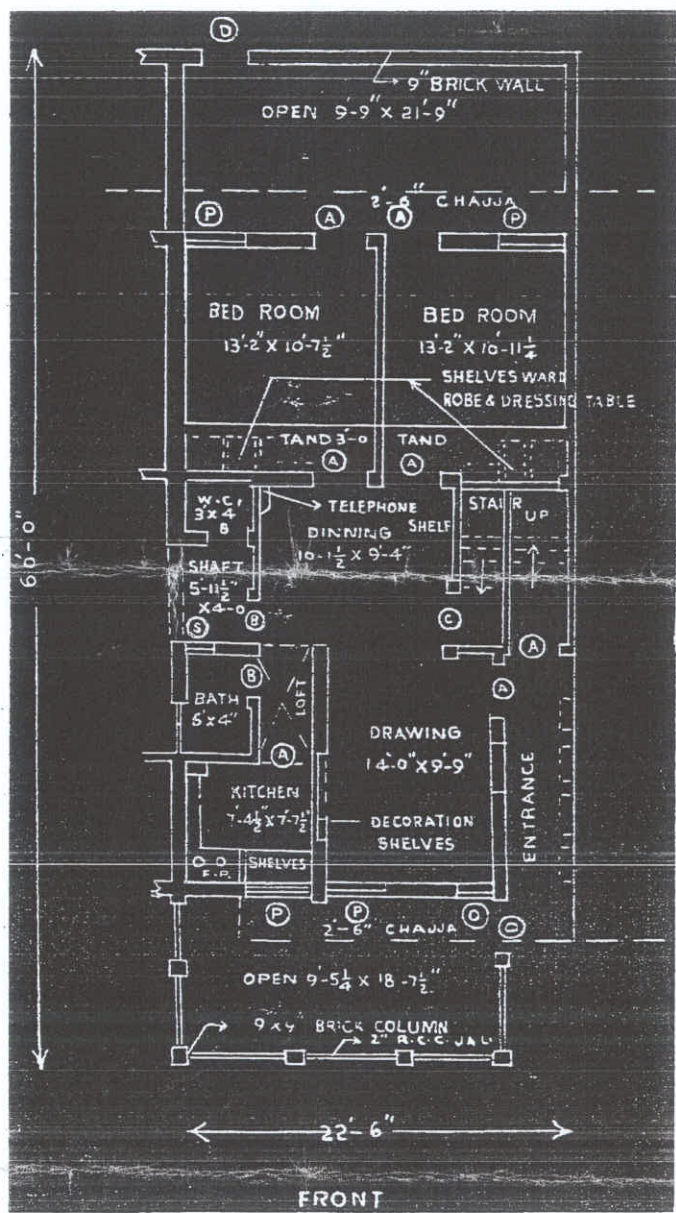 D
9" BRICK WALL
OPEN 9'-9" X 21'-9"
2'-6" CHAJJA
P
A
A
P
BED ROOM
13'-2" X 10'-7½"
BED ROOM
13'-2" X 10'-11¼
SHELVES WARD
ROBE & DRESSING TABLE
TAND 3'-0
TAND
A
A
W.C,
3'X4'
B
TELEPHONE
SHELF
STAIR UP
DINNING
10-1½ X 9'-4"
SHAFT
5'-11½"
X4-0
S
B
C
A
B
A
BATH
5'X4'
LOFT
A
DRAWING
14'-0" X 9'-9"
KITCHEN
7'-4½" X 7'-7½"
DECORATION
SHELVES
ENTRANCE
SHELVES
F.P.
P
P
O
2'-6" CHAJJA
OPEN 9'-5¼ X 18-7½"
9 X 9" BRICK COLUMN
2" R.C.C. JALI
60'-0"
22'-6"
FRONT